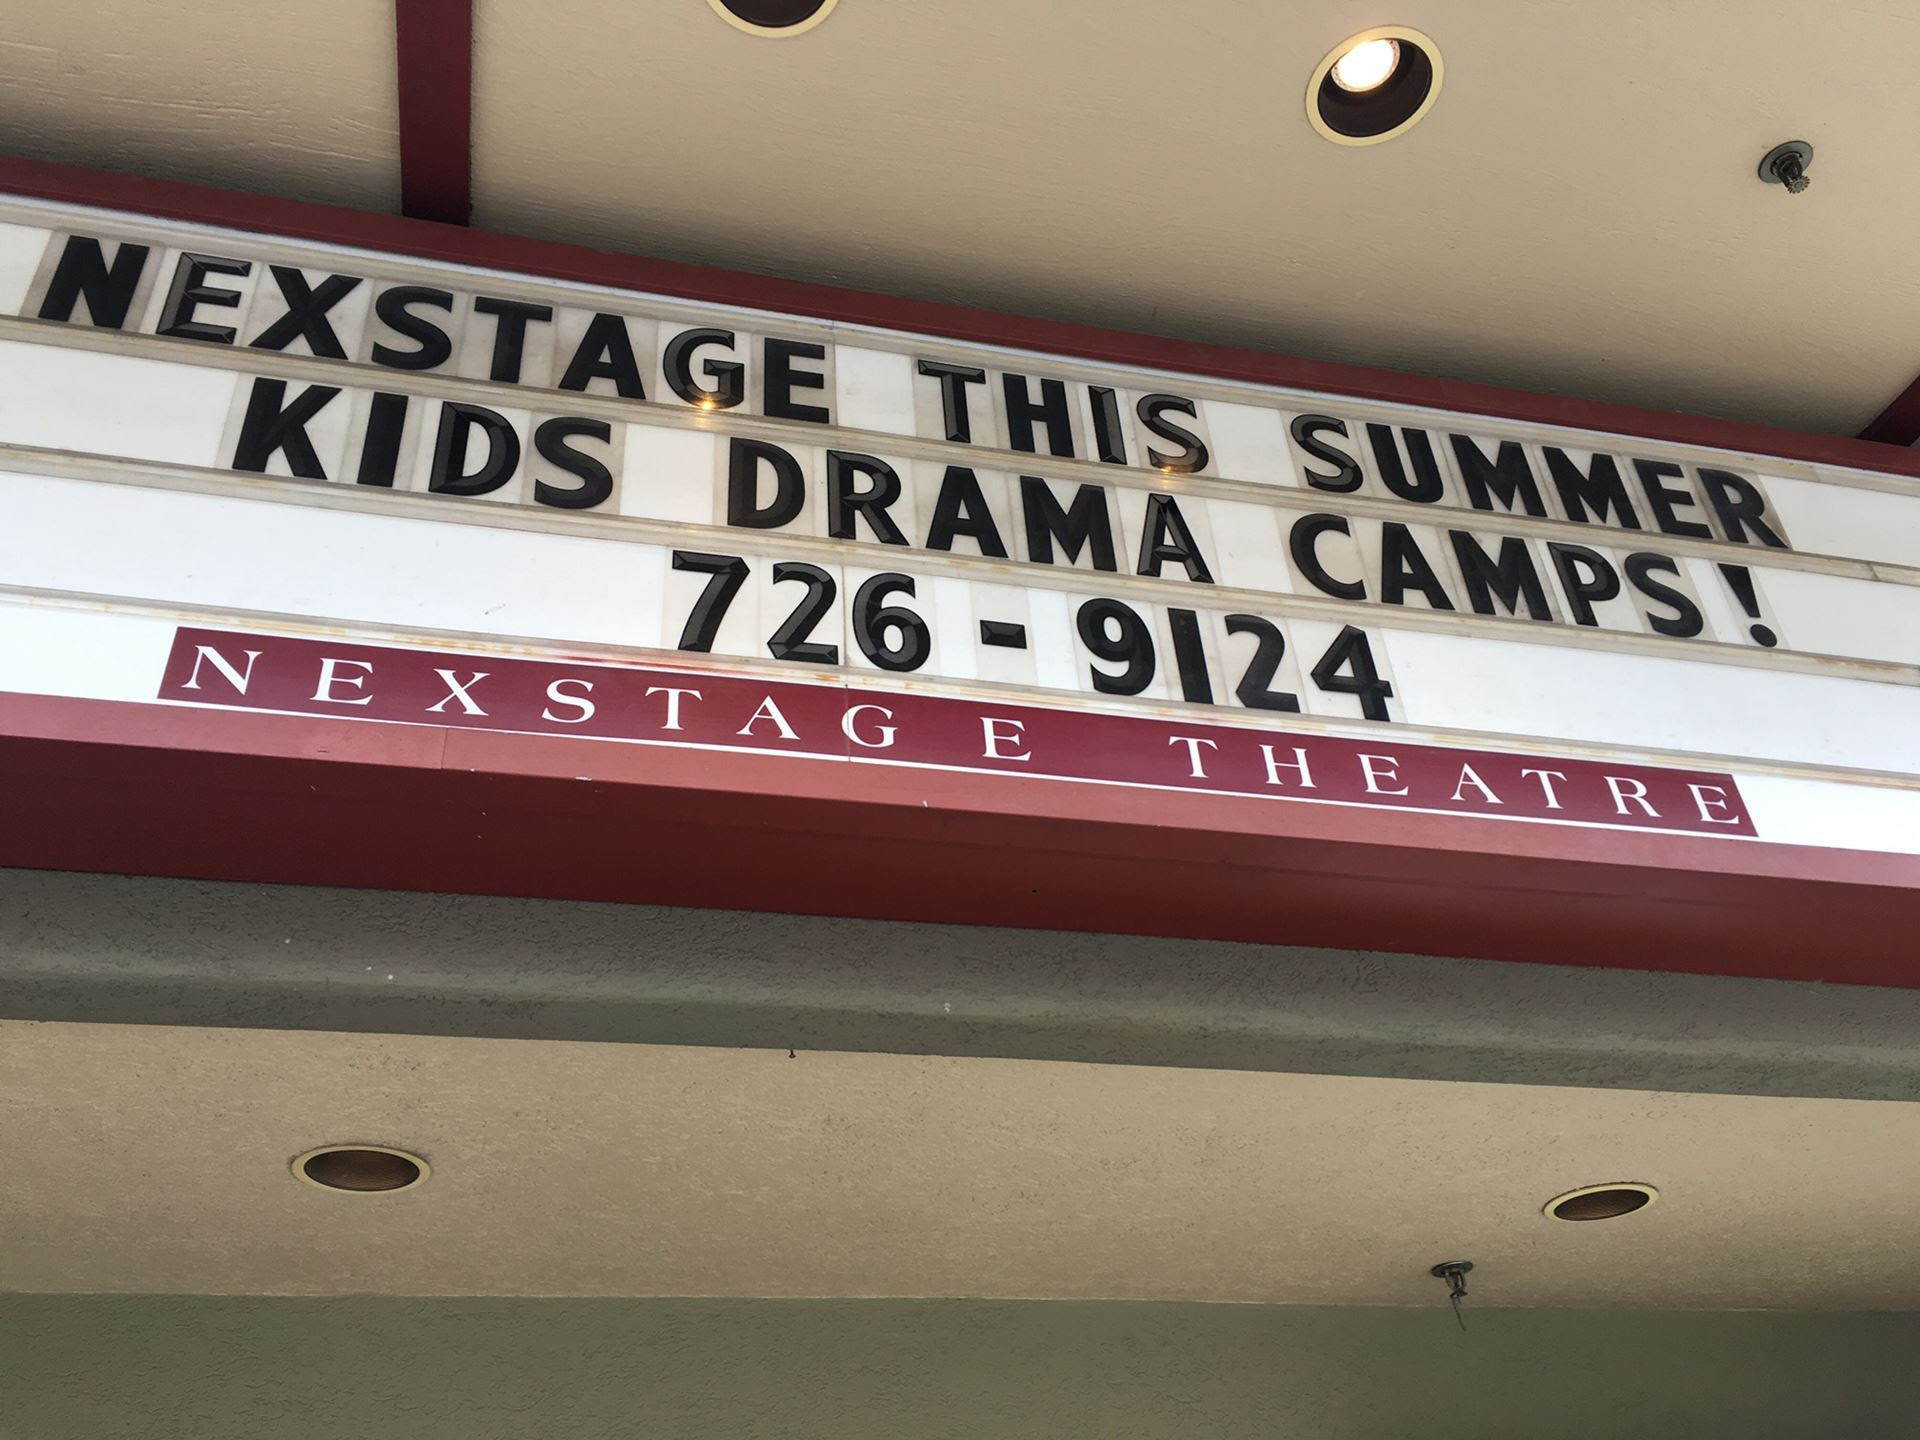 NEXSTAGE THIS SUMMER
KIDS DRAMA CAMPS!
726-9124
NEXSTAGE THEATRE